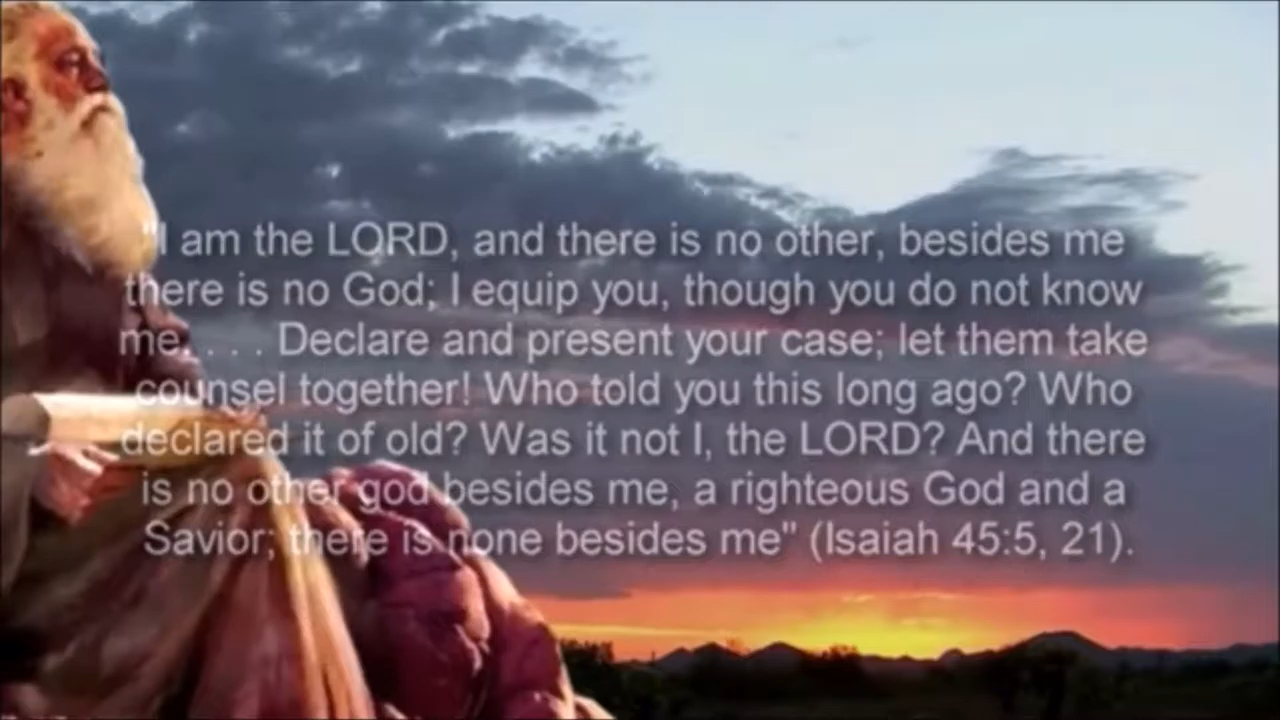 "I am the LORD, and there is no other, besides me
there is no God; I equip you, though you do not know
me. . . . Declare and present your case; let them take
counsel together! Who told you this long ago? Who
declared it of old? Was it not I, the LORD? And there
is no other god besides me, a righteous God and a
Savior; there is none besides me" (Isaiah 45:5, 21).